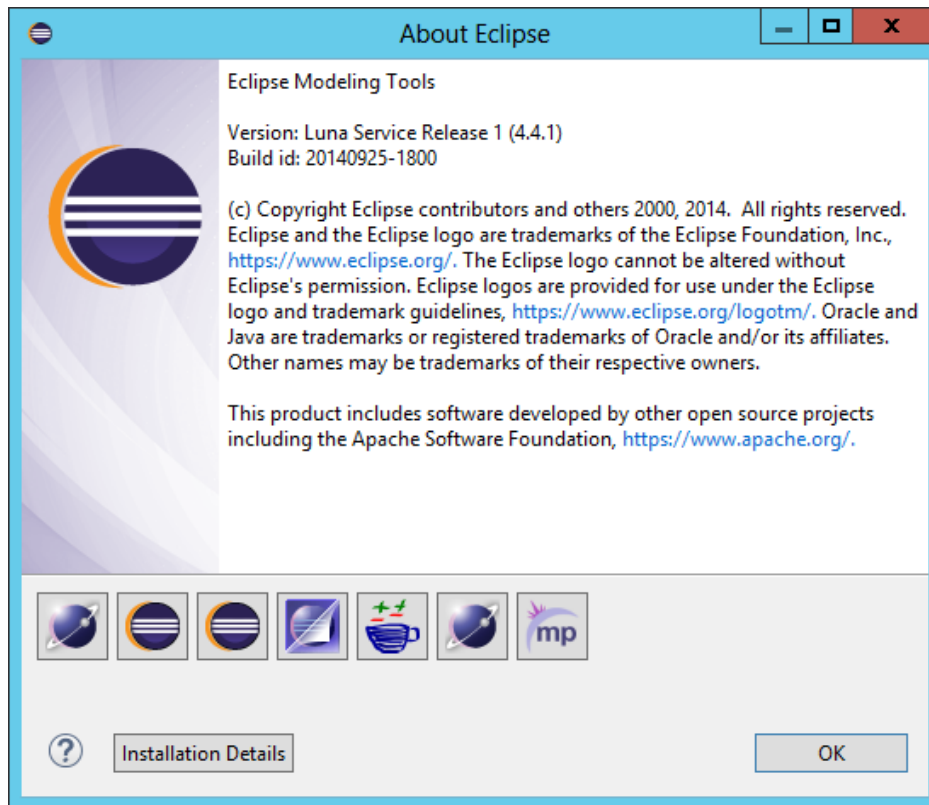 About Eclipse
Eclipse Modeling Tools
Version: Luna Service Release 1 (4.4.1)
Build id: 20140925-1800
(c) Copyright Eclipse contributors and others 2000, 2014.  All rights reserved.
Eclipse and the Eclipse logo are trademarks of the Eclipse Foundation, Inc.,
https://www.eclipse.org/. The Eclipse logo cannot be altered without
Eclipse's permission. Eclipse logos are provided for use under the Eclipse
logo and trademark guidelines, https://www.eclipse.org/logotm/. Oracle and
Java are trademarks or registered trademarks of Oracle and/or its affiliates.
Other names may be trademarks of their respective owners.
This product includes software developed by other open source projects
including the Apache Software Foundation, https://www.apache.org/.
mp
? Installation Details OK